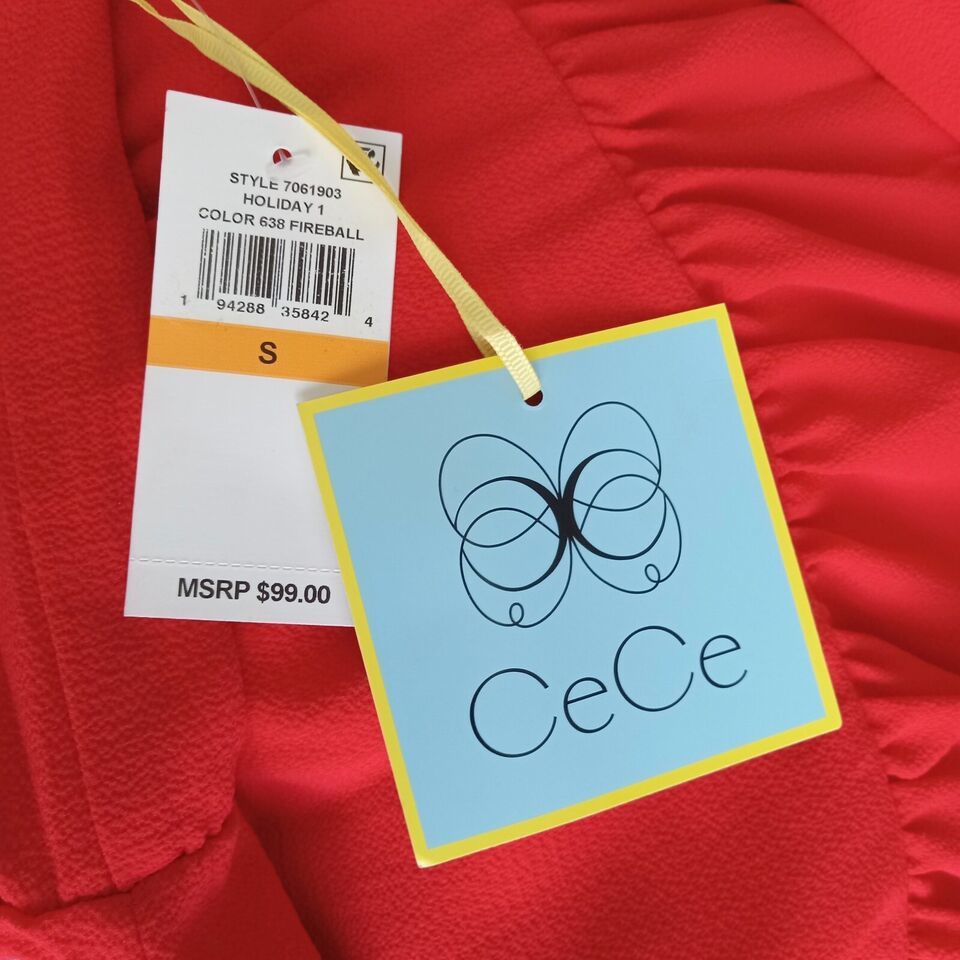 STYLE 7061903
HOLIDAY 1
COLOR 638 FIREBALL
1 94288 35842 4
S
MSRP $99.00
CeCe